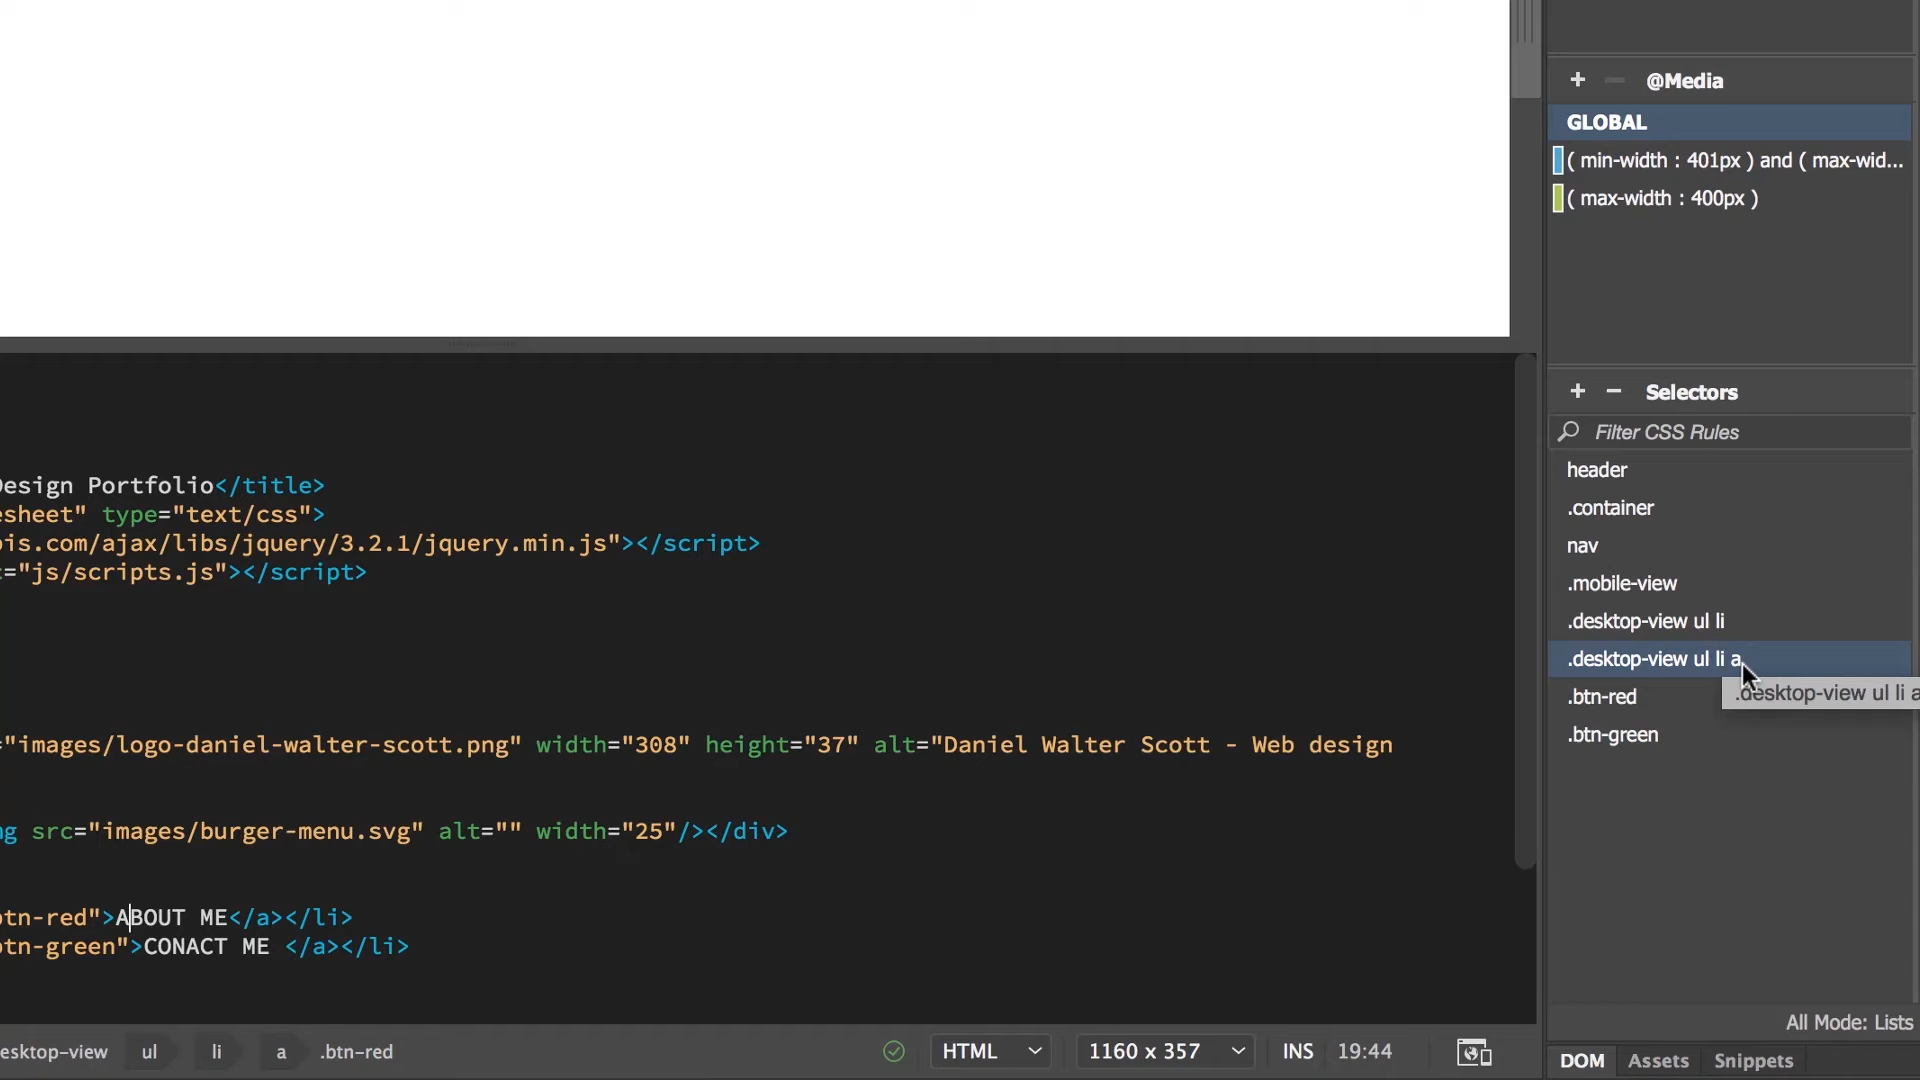 + − @Media
GLOBAL
( min-width : 401px ) and ( max-wid...
( max-width : 400px )
+ − Selectors
Filter CSS Rules
header
.container
nav
.mobile-view
.desktop-view ul li
.desktop-view ul li a
.desktop-view ul li a
.btn-red
.btn-green
All Mode: Lists
DOM Assets Snippets
esign Portfolio</title>
esheet" type="text/css">
is.com/ajax/libs/jquery/3.2.1/jquery.min.js"></script>
="js/scripts.js"></script>
"images/logo-daniel-walter-scott.png" width="308" height="37" alt="Daniel Walter Scott - Web design
g src="images/burger-menu.svg" alt="" width="25"/></div>
tn-red">ABOUT ME</a></li>
tn-green">CONACT ME </a></li>
esktop-view ul li a .btn-red
HTML 1160 x 357 INS 19:44